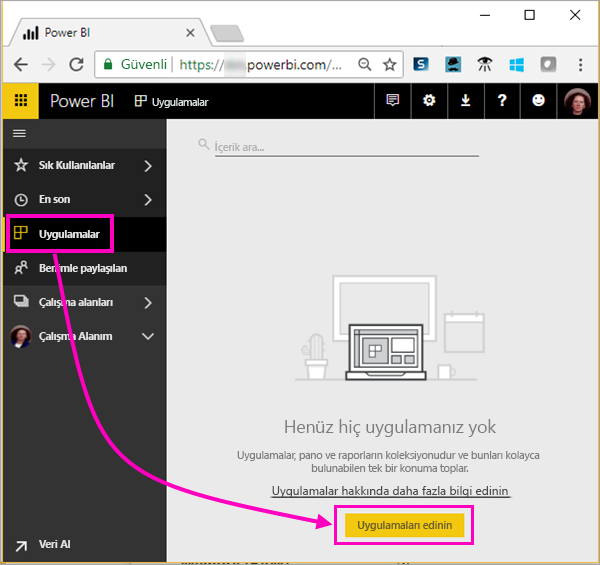 Power BI
Güvenli
https://
powerbi.com/...
Power BI
Uygulamalar
İçerik ara...
Sık Kullanılanlar
En son
Uygulamalar
Benimle paylaşılan
Çalışma alanları
Çalışma Alanım
Henüz hiç uygulamanız yok
Uygulamalar, pano ve raporların koleksiyonudur ve bunları kolayca
bulunabilen tek bir konuma toplar.
Uygulamalar hakkında daha fazla bilgi edinin
Uygulamaları edinin
Veri Al